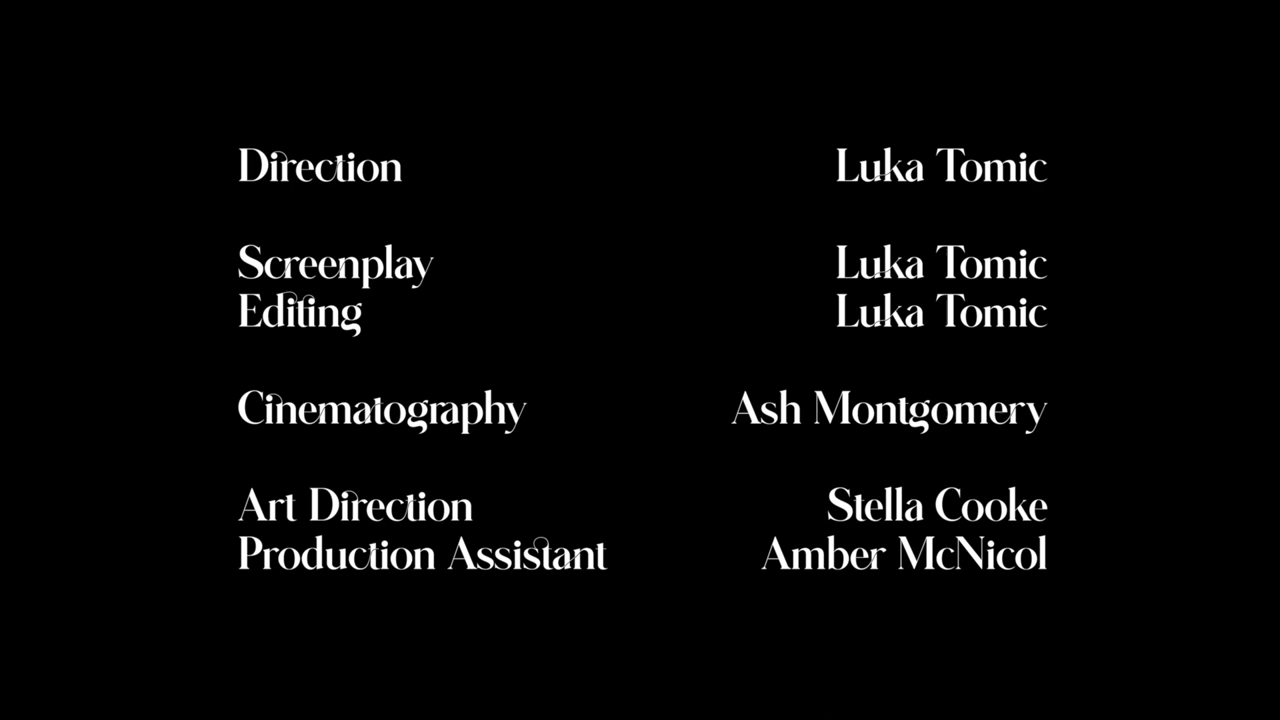 Direction Luka Tomic
Screenplay Luka Tomic
Editing Luka Tomic
Cinematography Ash Montgomery
Art Direction Stella Cooke
Production Assistant Amber McNicol